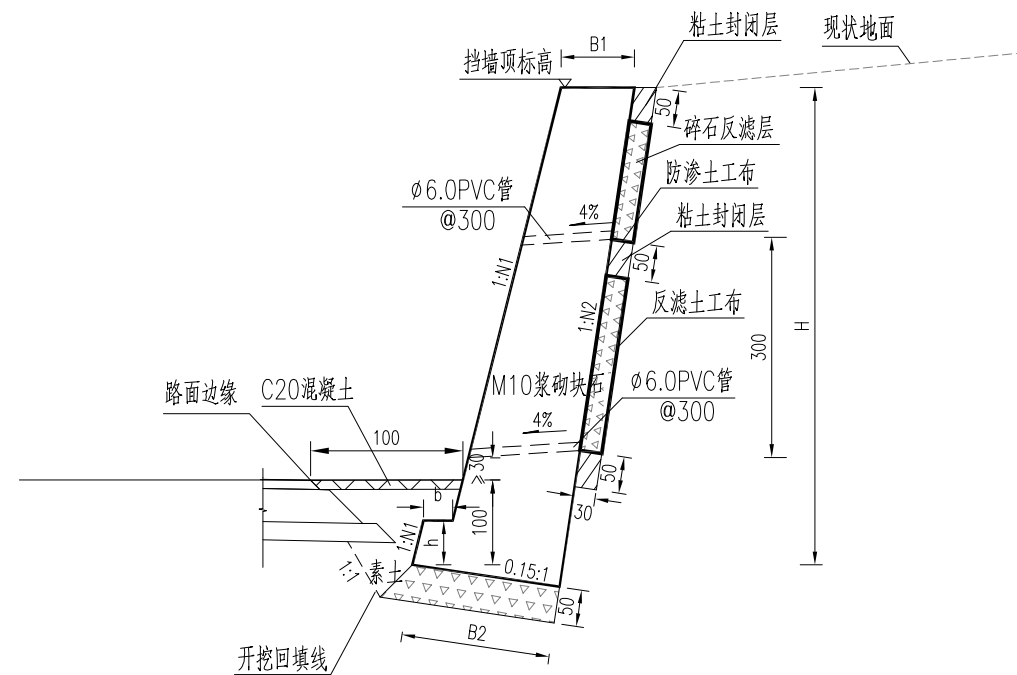 粘土封闭层
现状地面
B1
挡墙顶标高
50
碎石反滤层
防渗土工布
ø6.0PVC管
@300
4%
粘土封闭层
50
1:N1
反滤土工布
1:N2
300
H
M10浆砌块石
ø6.0PVC管
@300
路面边缘
C20混凝土
4%
100
≥30
50
b
30
100
1:N1
h
0.15:1
1:1
素土
50
B2
开挖回填线